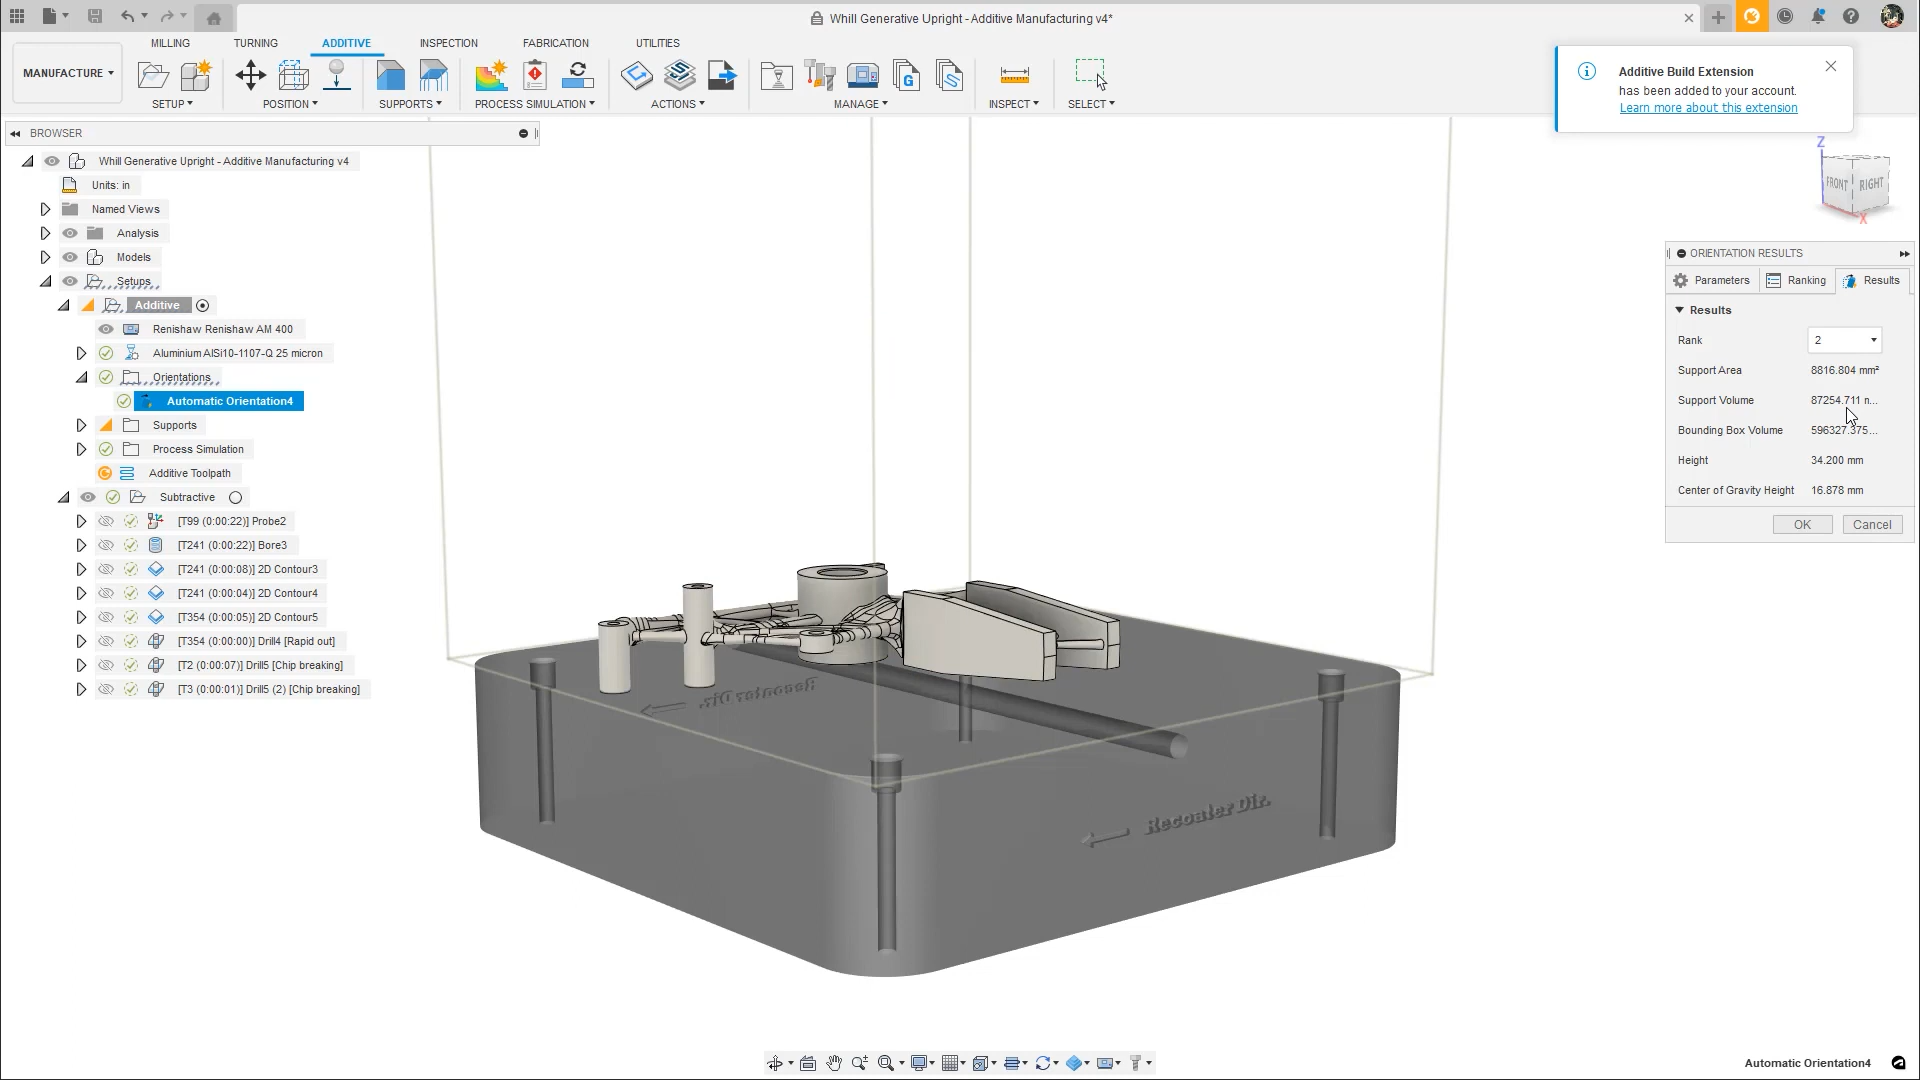 Whill Generative Upright - Additive Manufacturing v4*
MILLING
TURNING
ADDITIVE
INSPECTION
FABRICATION
UTILITIES
MANUFACTURE
SETUP
POSITION
SUPPORTS
PROCESS SIMULATION
ACTIONS
MANAGE
INSPECT
SELECT
Additive Build Extension
has been added to your account.
Learn more about this extension
BROWSER
Whill Generative Upright - Additive Manufacturing v4
Units: in
Named Views
Analysis
Models
Setups
Additive
Renishaw Renishaw AM 400
Aluminium AlSi10-1107-Q 25 micron
Orientations
Automatic Orientation4
Supports
Process Simulation
Additive Toolpath
Subtractive
[T99 (0:00:22)] Probe2
[T241 (0:00:22)] Bore3
[T241 (0:00:08)] 2D Contour3
[T241 (0:00:04)] 2D Contour4
[T354 (0:00:05)] 2D Contour5
[T354 (0:00:00)] Drill4 [Rapid out]
[T2 (0:00:07)] Drill5 [Chip breaking]
[T3 (0:00:01)] Drill5 (2) [Chip breaking]
Z
FRONT
RIGHT
X
ORIENTATION RESULTS
Parameters
Ranking
Results
Results
Rank 2
Support Area 8816.804 mm²
Support Volume 87254.711 n...
Bounding Box Volume 596327.375...
Height 34.200 mm
Center of Gravity Height 16.878 mm
OK
Cancel
Recoater Dir.
Recoater Dir.
Automatic Orientation4